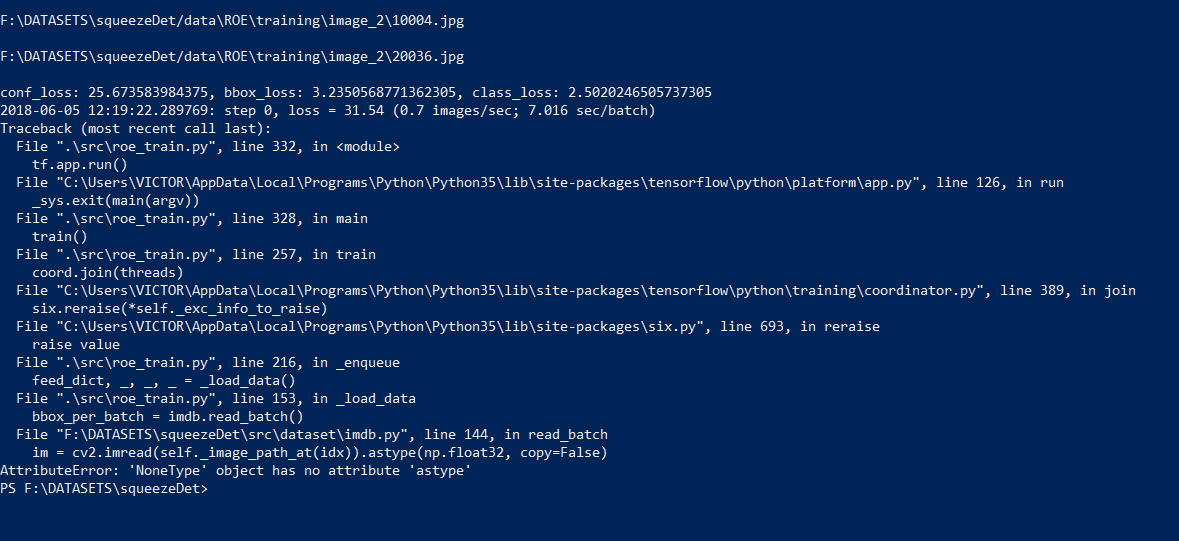 F:\DATASETS\squeezeDet/data\ROE\training\image_2\10004.jpg
F:\DATASETS\squeezeDet/data\ROE\training\image_2\20036.jpg
conf_loss: 25.673583984375, bbox_loss: 3.2350568771362305, class_loss: 2.5020246505737305
2018-06-05 12:19:22.289769: step 0, loss = 31.54 (0.7 images/sec; 7.016 sec/batch)
Traceback (most recent call last):
  File ".\src\roe_train.py", line 332, in <module>
    tf.app.run()
  File "C:\Users\VICTOR\AppData\Local\Programs\Python\Python35\lib\site-packages\tensorflow\python\platform\app.py", line 126, in run
    _sys.exit(main(argv))
  File ".\src\roe_train.py", line 328, in main
    train()
  File ".\src\roe_train.py", line 257, in train
    coord.join(threads)
  File "C:\Users\VICTOR\AppData\Local\Programs\Python\Python35\lib\site-packages\tensorflow\python\training\coordinator.py", line 389, in join
    six.reraise(*self._exc_info_to_raise)
  File "C:\Users\VICTOR\AppData\Local\Programs\Python\Python35\lib\site-packages\six.py", line 693, in reraise
    raise value
  File ".\src\roe_train.py", line 216, in _enqueue
    feed_dict, _, _, _ = _load_data()
  File ".\src\roe_train.py", line 153, in _load_data
    bbox_per_batch = imdb.read_batch()
  File "F:\DATASETS\squeezeDet\src\dataset\imdb.py", line 144, in read_batch
    im = cv2.imread(self._image_path_at(idx)).astype(np.float32, copy=False)
AttributeError: 'NoneType' object has no attribute 'astype'
PS F:\DATASETS\squeezeDet>